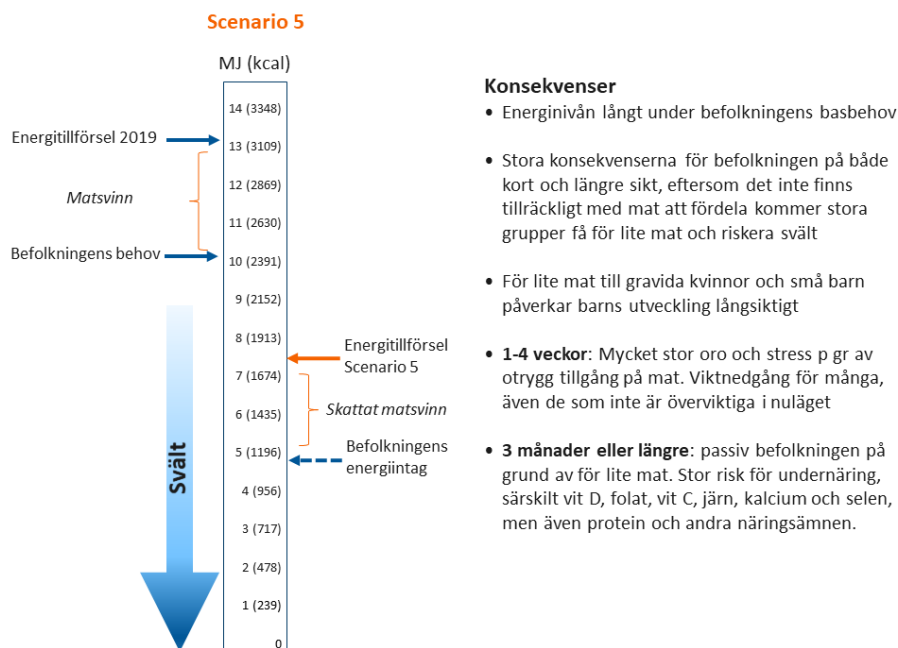 Scenario 5
MJ (kcal)
14 (3348)
Energitillförsel 2019
13 (3109)
Matsvinn
12 (2869)
11 (2630)
Befolkningens behov
10 (2391)
9 (2152)
8 (1913)
Energitillförsel
Scenario 5
7 (1674)
Skattat matsvinn
6 (1435)
5 (1196)
Befolkningens
energiintag
4 (956)
3 (717)
2 (478)
1 (239)
0
Svält
Konsekvenser
• Energinivån långt under befolkningens basbehov
• Stora konsekvenserna för befolkningen på både
kort och längre sikt, eftersom det inte finns
tillräckligt med mat att fördela kommer stora
grupper få för lite mat och riskera svält
• För lite mat till gravida kvinnor och små barn
påverkar barns utveckling långsiktigt
• 1-4 veckor: Mycket stor oro och stress p gr av
otrygg tillgång på mat. Viktnedgång för många,
även de som inte är överviktiga i nuläget
• 3 månader eller längre: passiv befolkningen på
grund av för lite mat. Stor risk för undernäring,
särskilt vit D, folat, vit C, järn, kalcium och selen,
men även protein och andra näringsämnen.